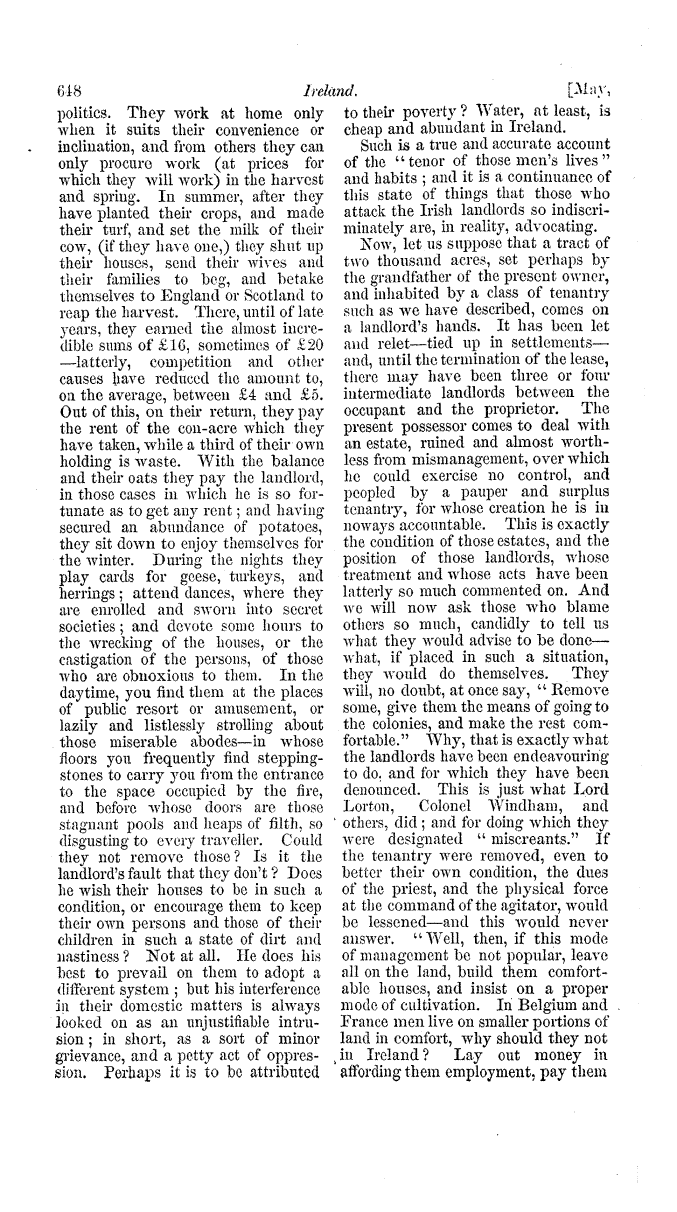 648
Ireland.
[May,
politics. They work at home only
when it suits their convenience or
inclination, and from others they can
only procure work (at prices for
which they will work) in the harvest
and spring. In summer, after they
have planted their crops, and made
their turf, and set the milk of their
cow, (if they have one,) they shut up
their houses, send their wives and
their families to beg, and betake
themselves to England or Scotland to
reap the harvest. There, until of late
years, they earned the almost incre-
dible sums of £16, sometimes of £20
—latterly, competition and other
causes have reduced the amount to,
on the average, between £4 and £5.
Out of this, on their return, they pay
the rent of the con-acre which they
have taken, while a third of their own
holding is waste. With the balance
and their oats they pay the landlord,
in those cases in which he is so for-
tunate as to get any rent; and having
secured an abundance of potatoes,
they sit down to enjoy themselves for
the winter. During the nights they
play cards for geese, turkeys, and
herrings; attend dances, where they
are enrolled and sworn into secret
societies; and devote some hours to
the wrecking of the houses, or the
castigation of the persons, of those
who are obnoxious to them. In the
daytime, you find them at the places
of public resort or amusement, or
lazily and listlessly strolling about
those miserable abodes—in whose
floors you frequently find stepping-
stones to carry you from the entrance
to the space occupied by the fire,
and before whose doors are those
stagnant pools and heaps of filth, so
disgusting to every traveller. Could
they not remove those? Is it the
landlord's fault that they don't? Does
he wish their houses to be in such a
condition, or encourage them to keep
their own persons and those of their
children in such a state of dirt and
nastiness? Not at all. He does his
best to prevail on them to adopt a
different system; but his interference
in their domestic matters is always
looked on as an unjustifiable intru-
sion; in short, as a sort of minor
grievance, and a petty act of oppres-
sion. Perhaps it is to be attributed
to their poverty? Water, at least, is
cheap and abundant in Ireland.
Such is a true and accurate account
of the "tenor of those men's lives"
and habits; and it is a continuance of
this state of things that those who
attack the Irish landlords so indiscri-
minately are, in reality, advocating.
Now, let us suppose that a tract of
two thousand acres, set perhaps by
the grandfather of the present owner,
and inhabited by a class of tenantry
such as we have described, comes on
a landlord's hands. It has been let
and relet—tied up in settlements—
and, until the termination of the lease,
there may have been three or four
intermediate landlords between the
occupant and the proprietor. The
present possessor comes to deal with
an estate, ruined and almost worth-
less from mismanagement, over which
he could exercise no control, and
peopled by a pauper and surplus
tenantry, for whose creation he is in
noways accountable. This is exactly
the condition of those estates, and the
position of those landlords, whose
treatment and whose acts have been
latterly so much commented on. And
we will now ask those who blame
others so much, candidly to tell us
what they would advise to be done—
what, if placed in such a situation,
they would do themselves. They
will, no doubt, at once say, "Remove
some, give them the means of going to
the colonies, and make the rest com-
fortable." Why, that is exactly what
the landlords have been endeavouring
to do, and for which they have been
denounced. This is just what Lord
Lorton, Colonel Windham, and
others, did; and for doing which they
were designated "miscreants." If
the tenantry were removed, even to
better their own condition, the dues
of the priest, and the physical force
at the command of the agitator, would
be lessened—and this would never
answer. "Well, then, if this mode
of management be not popular, leave
all on the land, build them comfort-
able houses, and insist on a proper
mode of cultivation. In Belgium and
France men live on smaller portions of
land in comfort, why should they not
in Ireland? Lay out money in
affording them employment, pay them